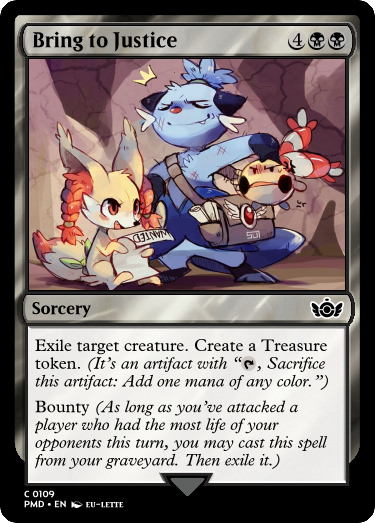 Bring to Justice 4
Sorcery
WANTED
Exile target creature. Create a Treasure
token. (It's an artifact with “, Sacrifice
this artifact: Add one mana of any color.”)
Bounty (As long as you've attacked a
player who had the most life of your
opponents this turn, you may cast this spell
from your graveyard. Then exile it.)
C 0109
PMD • EN EU-LETTE